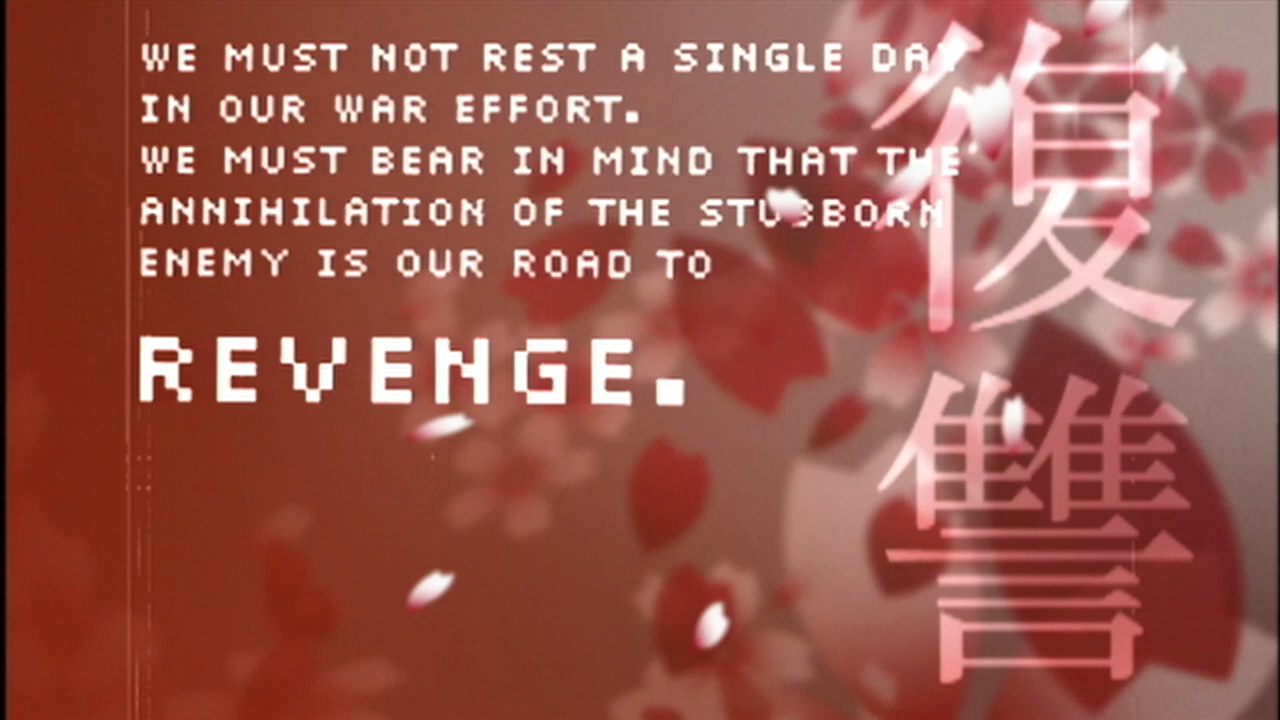 WE MUST NOT REST A SINGLE DAY
IN OUR WAR EFFORT.
WE MUST BEAR IN MIND THAT THE
ANNIHILATION OF THE STUBBORN
ENEMY IS OUR ROAD TO
REVENGE.
復讐